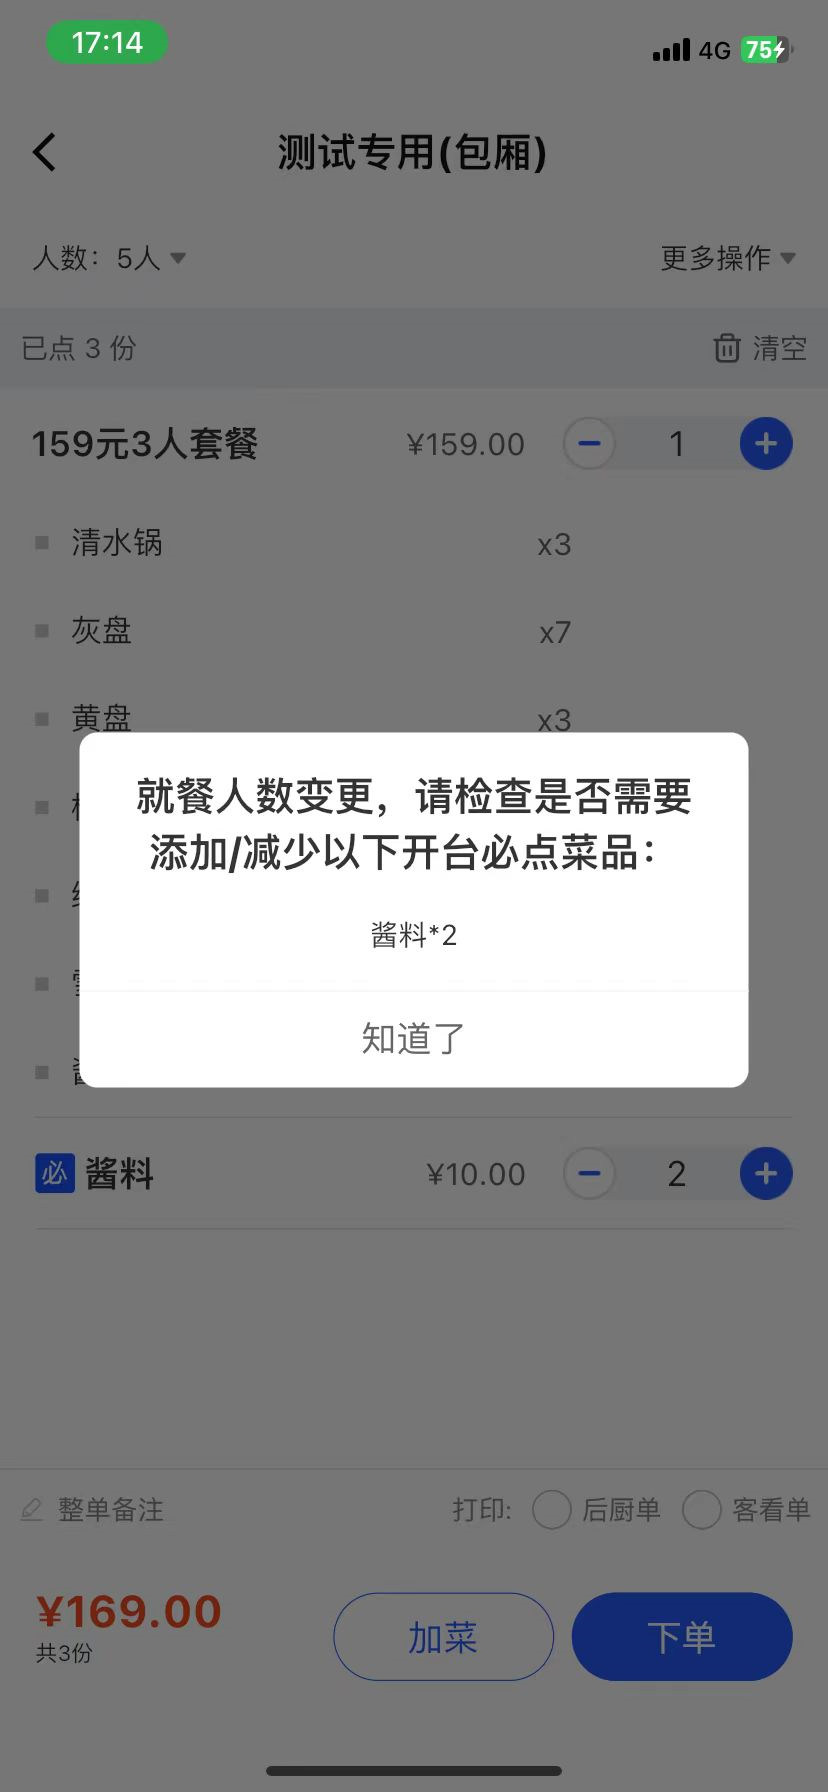 17:14
4G 75
测试专用(包厢)
人数：5人
更多操作
已点 3 份
清空
159元3人套餐 ¥159.00 1
清水锅 x3
灰盘 x7
黄盘 x3
就餐人数变更，请检查是否需要
添加/减少以下开台必点菜品：
酱料*2
知道了
必 酱料 ¥10.00 2
整单备注
打印: 后厨单 客看单
¥169.00
共3份
加菜
下单